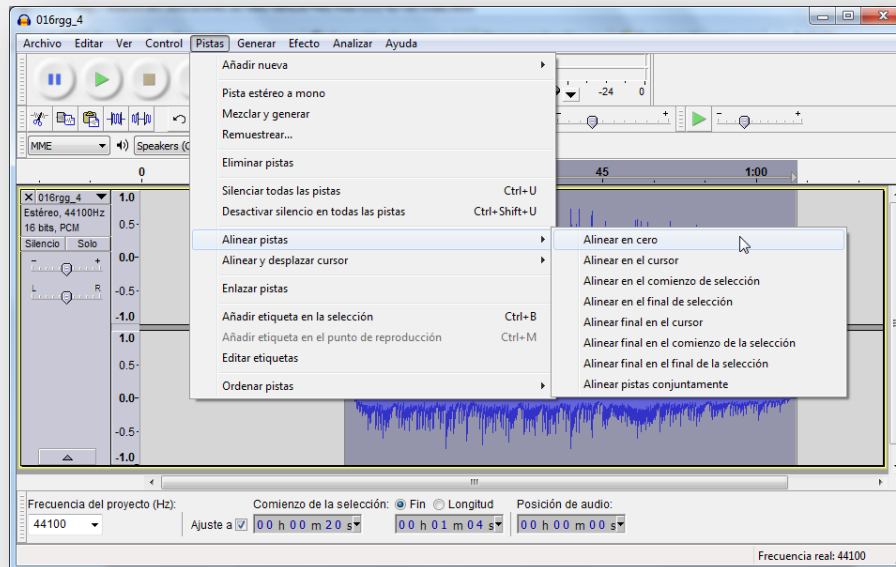 016rgg_4
Archivo Editar Ver Control Pistas Generar Efecto Analizar Ayuda
Añadir nueva
Pista estéreo a mono
Mezclar y generar
Remuestrear...
Eliminar pistas
Silenciar todas las pistas Ctrl+U
Desactivar silencio en todas las pistas Ctrl+Shift+U
Alinear pistas
Alinear y desplazar cursor
Enlazar pistas
Añadir etiqueta en la selección Ctrl+B
Añadir etiqueta en el punto de reproducción Ctrl+M
Editar etiquetas
Ordenar pistas
Alinear en cero
Alinear en el cursor
Alinear en el comienzo de selección
Alinear en el final de selección
Alinear final en el cursor
Alinear final en el comienzo de la selección
Alinear final en el final de la selección
Alinear pistas conjuntamente
-24 0
- + - +
MME Speakers (
0 45 1:00
016rgg_4
Estéreo, 44100Hz
16 bits, PCM
Silencio Solo
- +
L R
1.0
0.5-
0.0-
-0.5-
-1.0
1.0
0.5-
0.0-
-0.5-
-1.0
Frecuencia del proyecto (Hz): Comienzo de la selección: Fin Longitud Posición de audio:
44100 Ajuste a 00 h 00 m 20 s 00 h 01 m 04 s 00 h 00 m 00 s
Frecuencia real: 44100